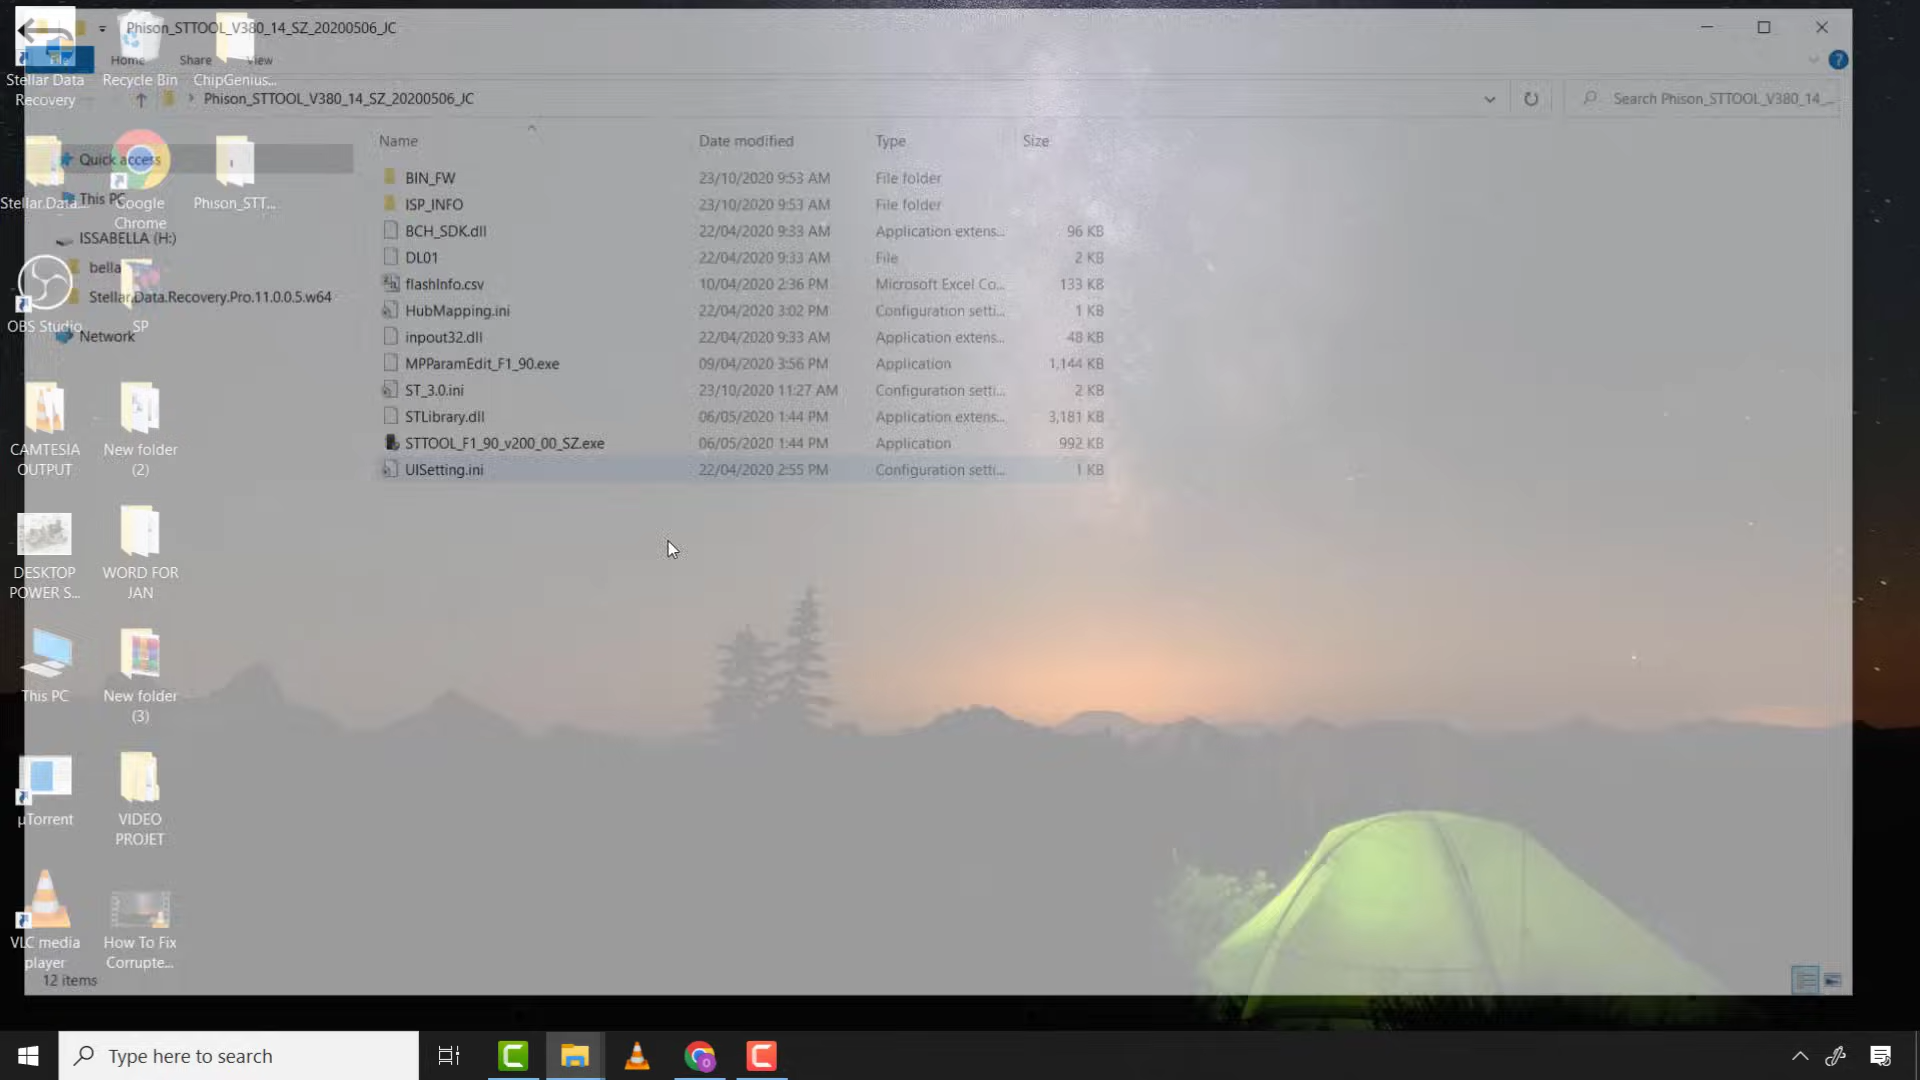 Phison_STTOOL_V380_14_SZ_20200506_JC
Home Share View
Phison_STTOOL_V380_14_SZ_20200506_JC
Search Phison_STTOOL_V380_14_...
Name Date modified Type Size
BIN_FW 23/10/2020 9:53 AM File folder
ISP_INFO 23/10/2020 9:53 AM File folder
BCH_SDK.dll 22/04/2020 9:33 AM Application extens... 96 KB
DL01 22/04/2020 9:33 AM File 2 KB
flashInfo.csv 10/04/2020 2:36 PM Microsoft Excel Co... 133 KB
HubMapping.ini 22/04/2020 3:02 PM Configuration setti... 1 KB
inpout32.dll 22/04/2020 9:33 AM Application extens... 48 KB
MPParamEdit_F1_90.exe 09/04/2020 3:56 PM Application 1,144 KB
ST_3.0.ini 23/10/2020 11:27 AM Configuration setti... 2 KB
STLibrary.dll 06/05/2020 1:44 PM Application extens... 3,181 KB
STTOOL_F1_90_v200_00_SZ.exe 06/05/2020 1:44 PM Application 992 KB
UISetting.ini 22/04/2020 2:55 PM Configuration setti... 1 KB
Quick access
This PC
ISSABELLA (H:)
bella
Stellar.Data.Recovery.Pro.11.0.0.5.w64
Network
12 items
Stellar Data
Recovery
Recycle Bin
ChipGenius...
Stellar.Data...
Google
Chrome
Phison_STT...
OBS Studio
SP
CAMTESIA
OUTPUT
New folder
(2)
DESKTOP
POWER S...
WORD FOR
JAN
This PC
New folder
(3)
µTorrent
VIDEO
PROJET
VLC media
player
How To Fix
Corrupte...
Type here to search